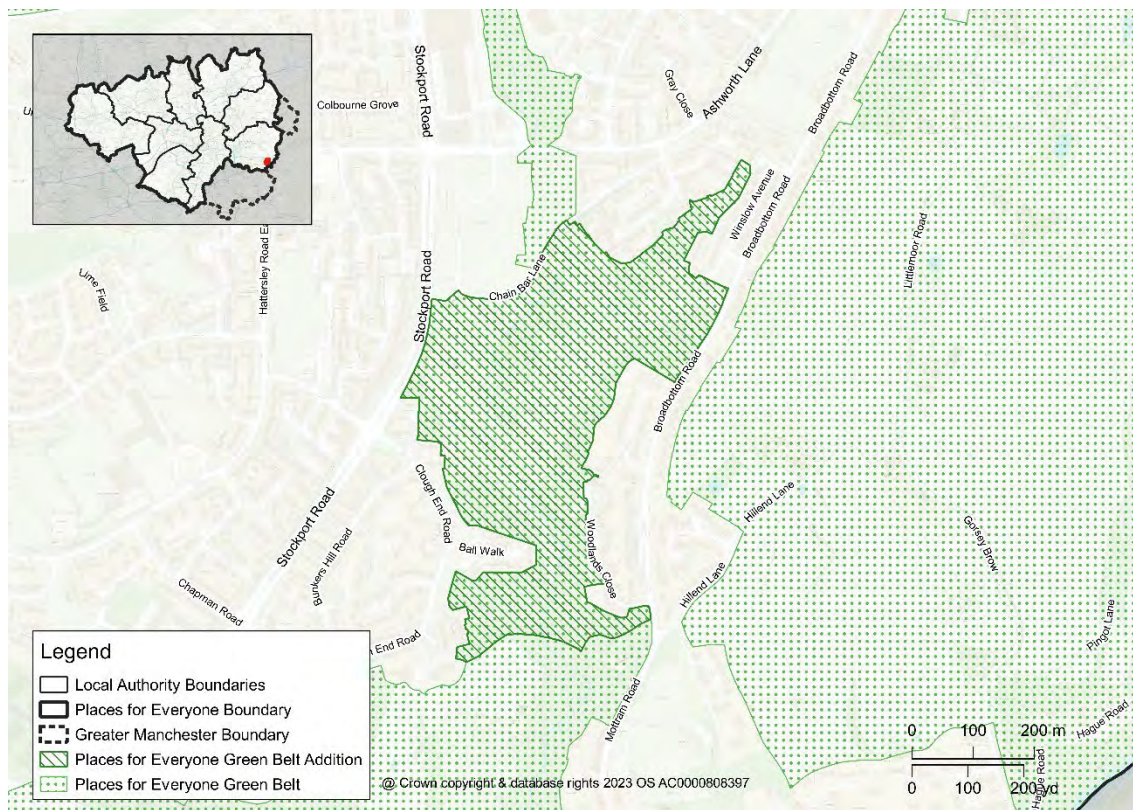 Stockport Road
Colbourne Grove
Gray Close
Ashworth Lane
Broadbottom Road
Winslow Avenue
Broadbottom Road
Littlemoor Road
Lime Field
Stockport Road
Chain Bar Lane
Broadbottom Road
Clough End Road
Ball Walk
Woodlands Close
Hillend Lane
Hillend Lane
Gorsey Brow
Stockport Road
Bunkers Hill Road
Chapman Road
End Road
Mottram Road
Pingot Lane
Hague Road
Hague Road
Hattersley Road
Legend
Local Authority Boundaries
Places for Everyone Boundary
Greater Manchester Boundary
Places for Everyone Green Belt Addition
Places for Everyone Green Belt
@ Crown copyright & database rights 2023 OS AC0000808397
0 100 200 m
0 100 200 yd